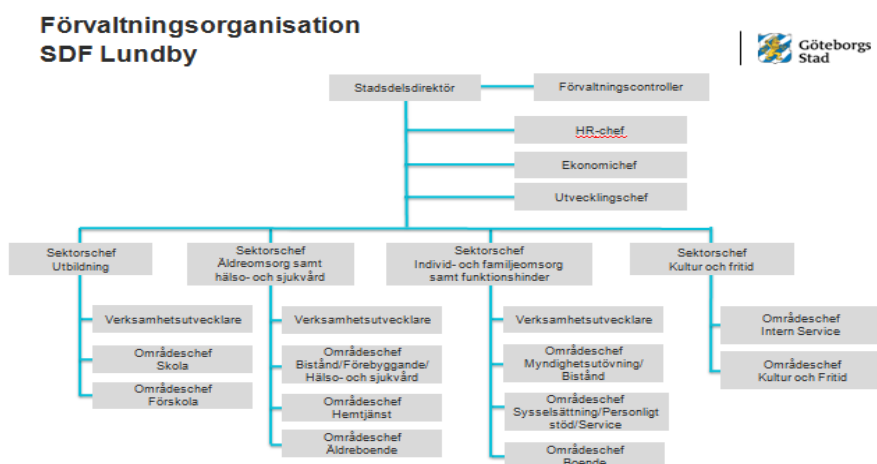 Förvaltningsorganisation
SDF Lundby
Göteborgs
Stad
Stadsdelsdirektör
Förvaltningscontroller
HR-chef
Ekonomichef
Utvecklingschef
Sektorschef
Utbildning
Sektorschef
Äldreomsorg samt
hälso- och sjukvård
Sektorschef
Individ- och familjeomsorg
samt funktionshinder
Sektorschef
Kultur och fritid
Verksamhetsutvecklare
Områdeschef
Skola
Områdeschef
Förskola
Verksamhetsutvecklare
Områdeschef
Bistånd/Förebyggande/
Hälso- och sjukvård
Områdeschef
Hemtjänst
Områdeschef
Äldreboende
Verksamhetsutvecklare
Områdeschef
Myndighetsutövning/
Bistånd
Områdeschef
Sysselsättning/Personligt
stöd/Service
Områdeschef
Boende
Områdeschef
Intern Service
Områdeschef
Kultur och Fritid